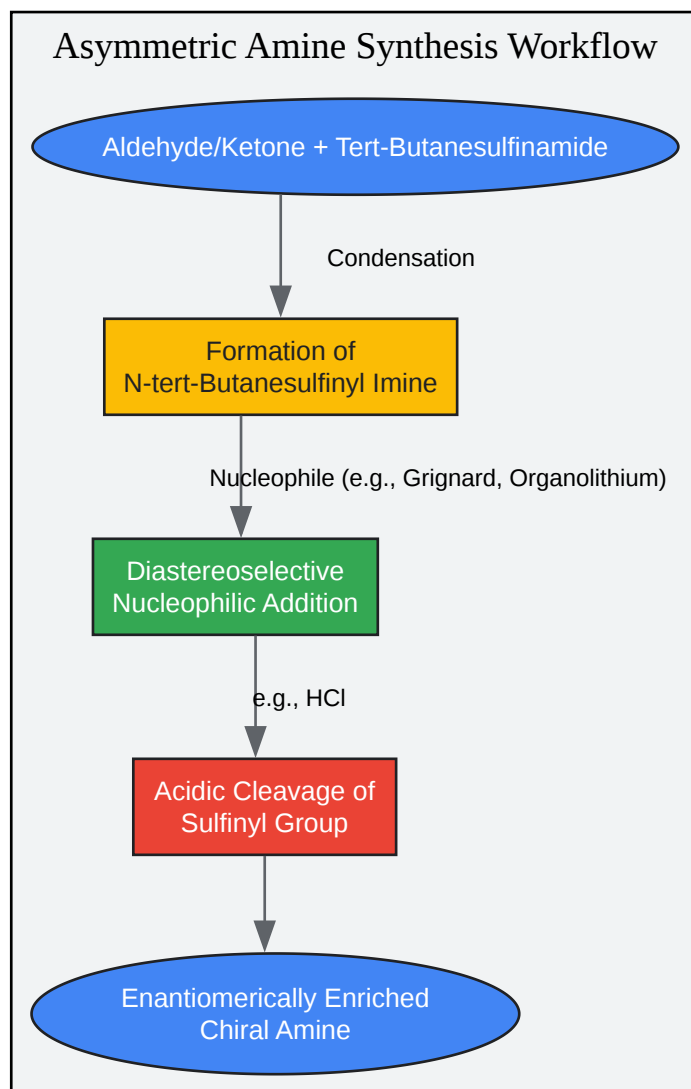 Asymmetric Amine Synthesis Workflow
Aldehyde/Ketone + Tert-Butanesulfinamide
Condensation
Formation of
N-tert-Butanesulfinyl Imine
Nucleophile (e.g., Grignard, Organolithium)
Diastereoselective
Nucleophilic Addition
e.g., HCl
Acidic Cleavage of
Sulfinyl Group
Enantiomerically Enriched
Chiral Amine